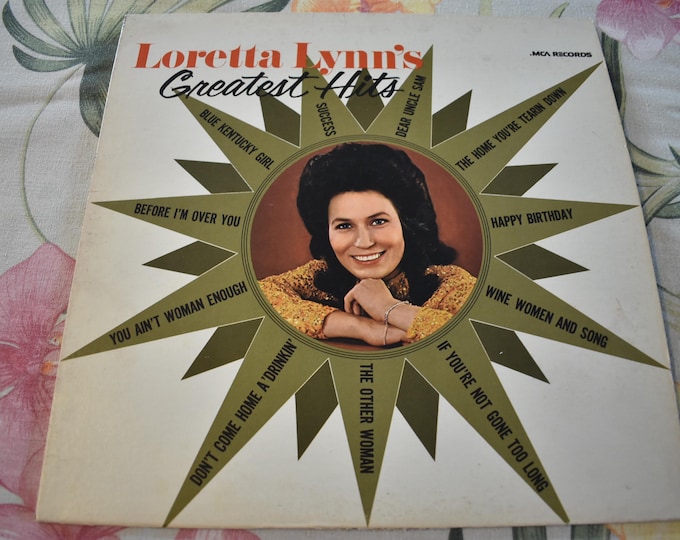 Loretta Lynn's
Greatest Hits
MCA RECORDS
SUCCESS
DEAR UNCLE SAM
THE HOME YOU'RE TEARIN DOWN
HAPPY BIRTHDAY
WINE WOMEN AND SONG
IF YOU'RE NOT GONE TOO LONG
THE OTHER WOMAN
DON'T COME HOME A'DRINKIN'
YOU AIN'T WOMAN ENOUGH
BEFORE I'M OVER YOU
BLUE KENTUCKY GIRL